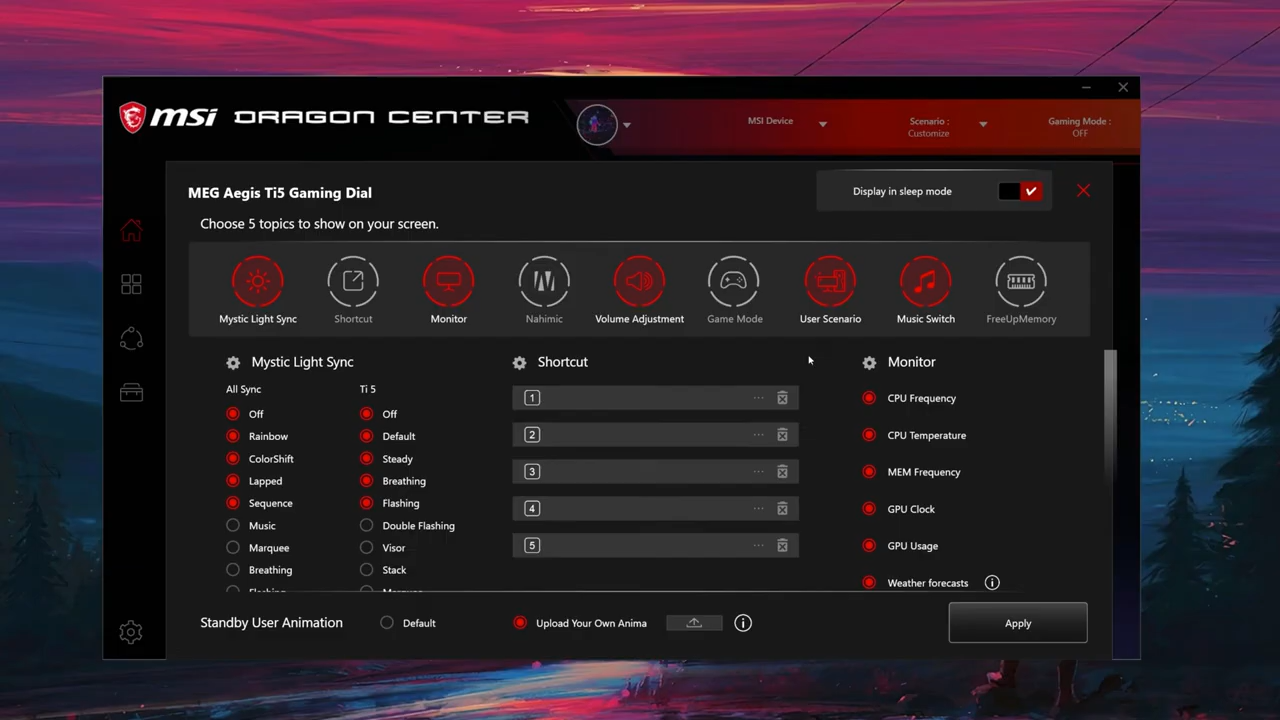 msi DRAGON CENTER
MSI Device
Scenario :
Customize
Gaming Mode :
OFF
MEG Aegis Ti5 Gaming Dial
Display in sleep mode
Choose 5 topics to show on your screen.
Mystic Light Sync
Shortcut
Monitor
Nahimic
Volume Adjustment
Game Mode
User Scenario
Music Switch
FreeUpMemory
Mystic Light Sync
All Sync
Off
Rainbow
ColorShift
Lapped
Sequence
Music
Marquee
Breathing
Flashing
Ti 5
Off
Default
Steady
Breathing
Flashing
Double Flashing
Visor
Stack
Marquee
Shortcut
1
2
3
4
5
Monitor
CPU Frequency
CPU Temperature
MEM Frequency
GPU Clock
GPU Usage
Weather forecasts
Standby User Animation
Default
Upload Your Own Anima
Apply